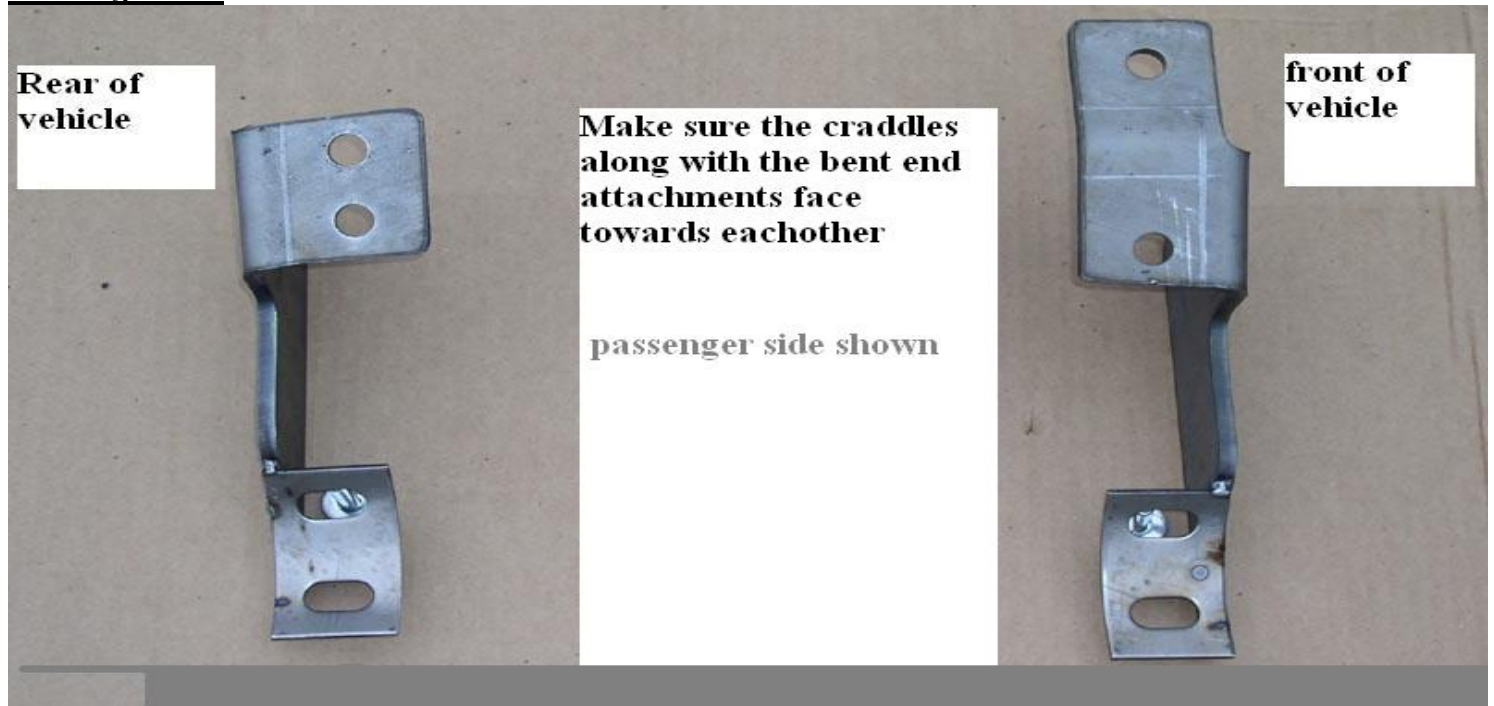 Rear of
vehicle
Make sure the craddles
along with the bent end
attachments face
towards eachother
passenger side shown
front of
vehicle